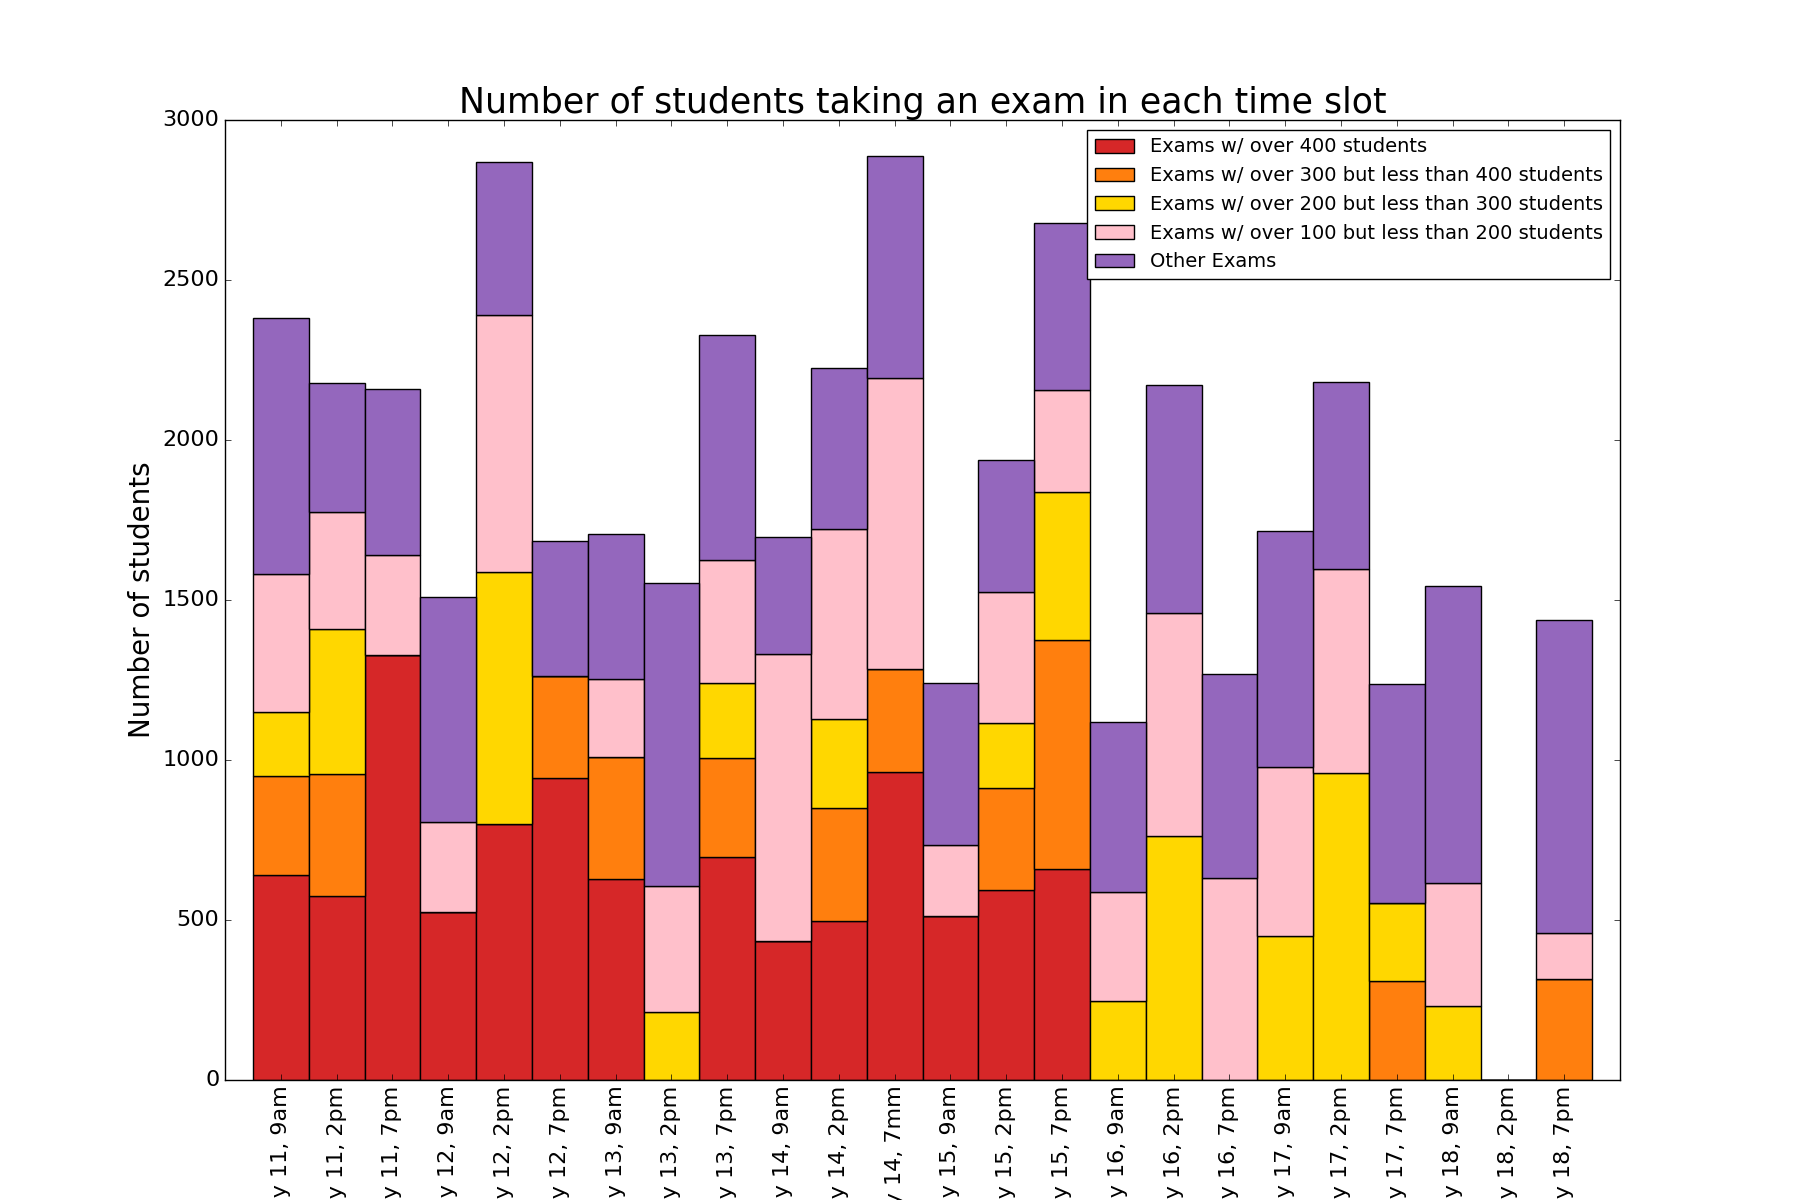 Number of students taking an exam in each time slot
Exams w/ over 400 students
Exams w/ over 300 but less than 400 students
Exams w/ over 200 but less than 300 students
Exams w/ over 100 but less than 200 students
Other Exams
Number of students
3000
2500
2000
1500
1000
500
0
y 11, 9am
y 11, 2pm
y 11, 7pm
y 12, 9am
y 12, 2pm
y 12, 7pm
y 13, 9am
y 13, 2pm
y 13, 7pm
y 14, 9am
y 14, 2pm
y 14, 7mm
y 15, 9am
y 15, 2pm
y 15, 7pm
y 16, 9am
y 16, 2pm
y 16, 7pm
y 17, 9am
y 17, 2pm
y 17, 7pm
y 18, 9am
y 18, 2pm
y 18, 7pm